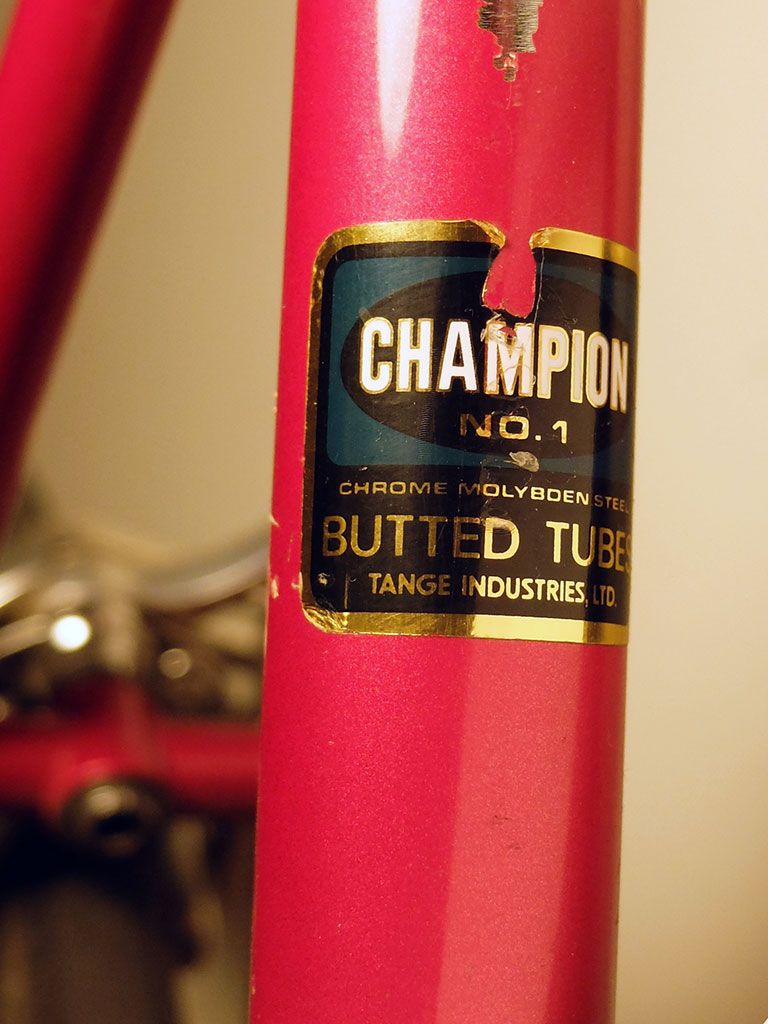 CHAMPION
NO.1
CHROME MOLYBDEN STEEL
BUTTED TUBES
TANGE INDUSTRIES, LTD.